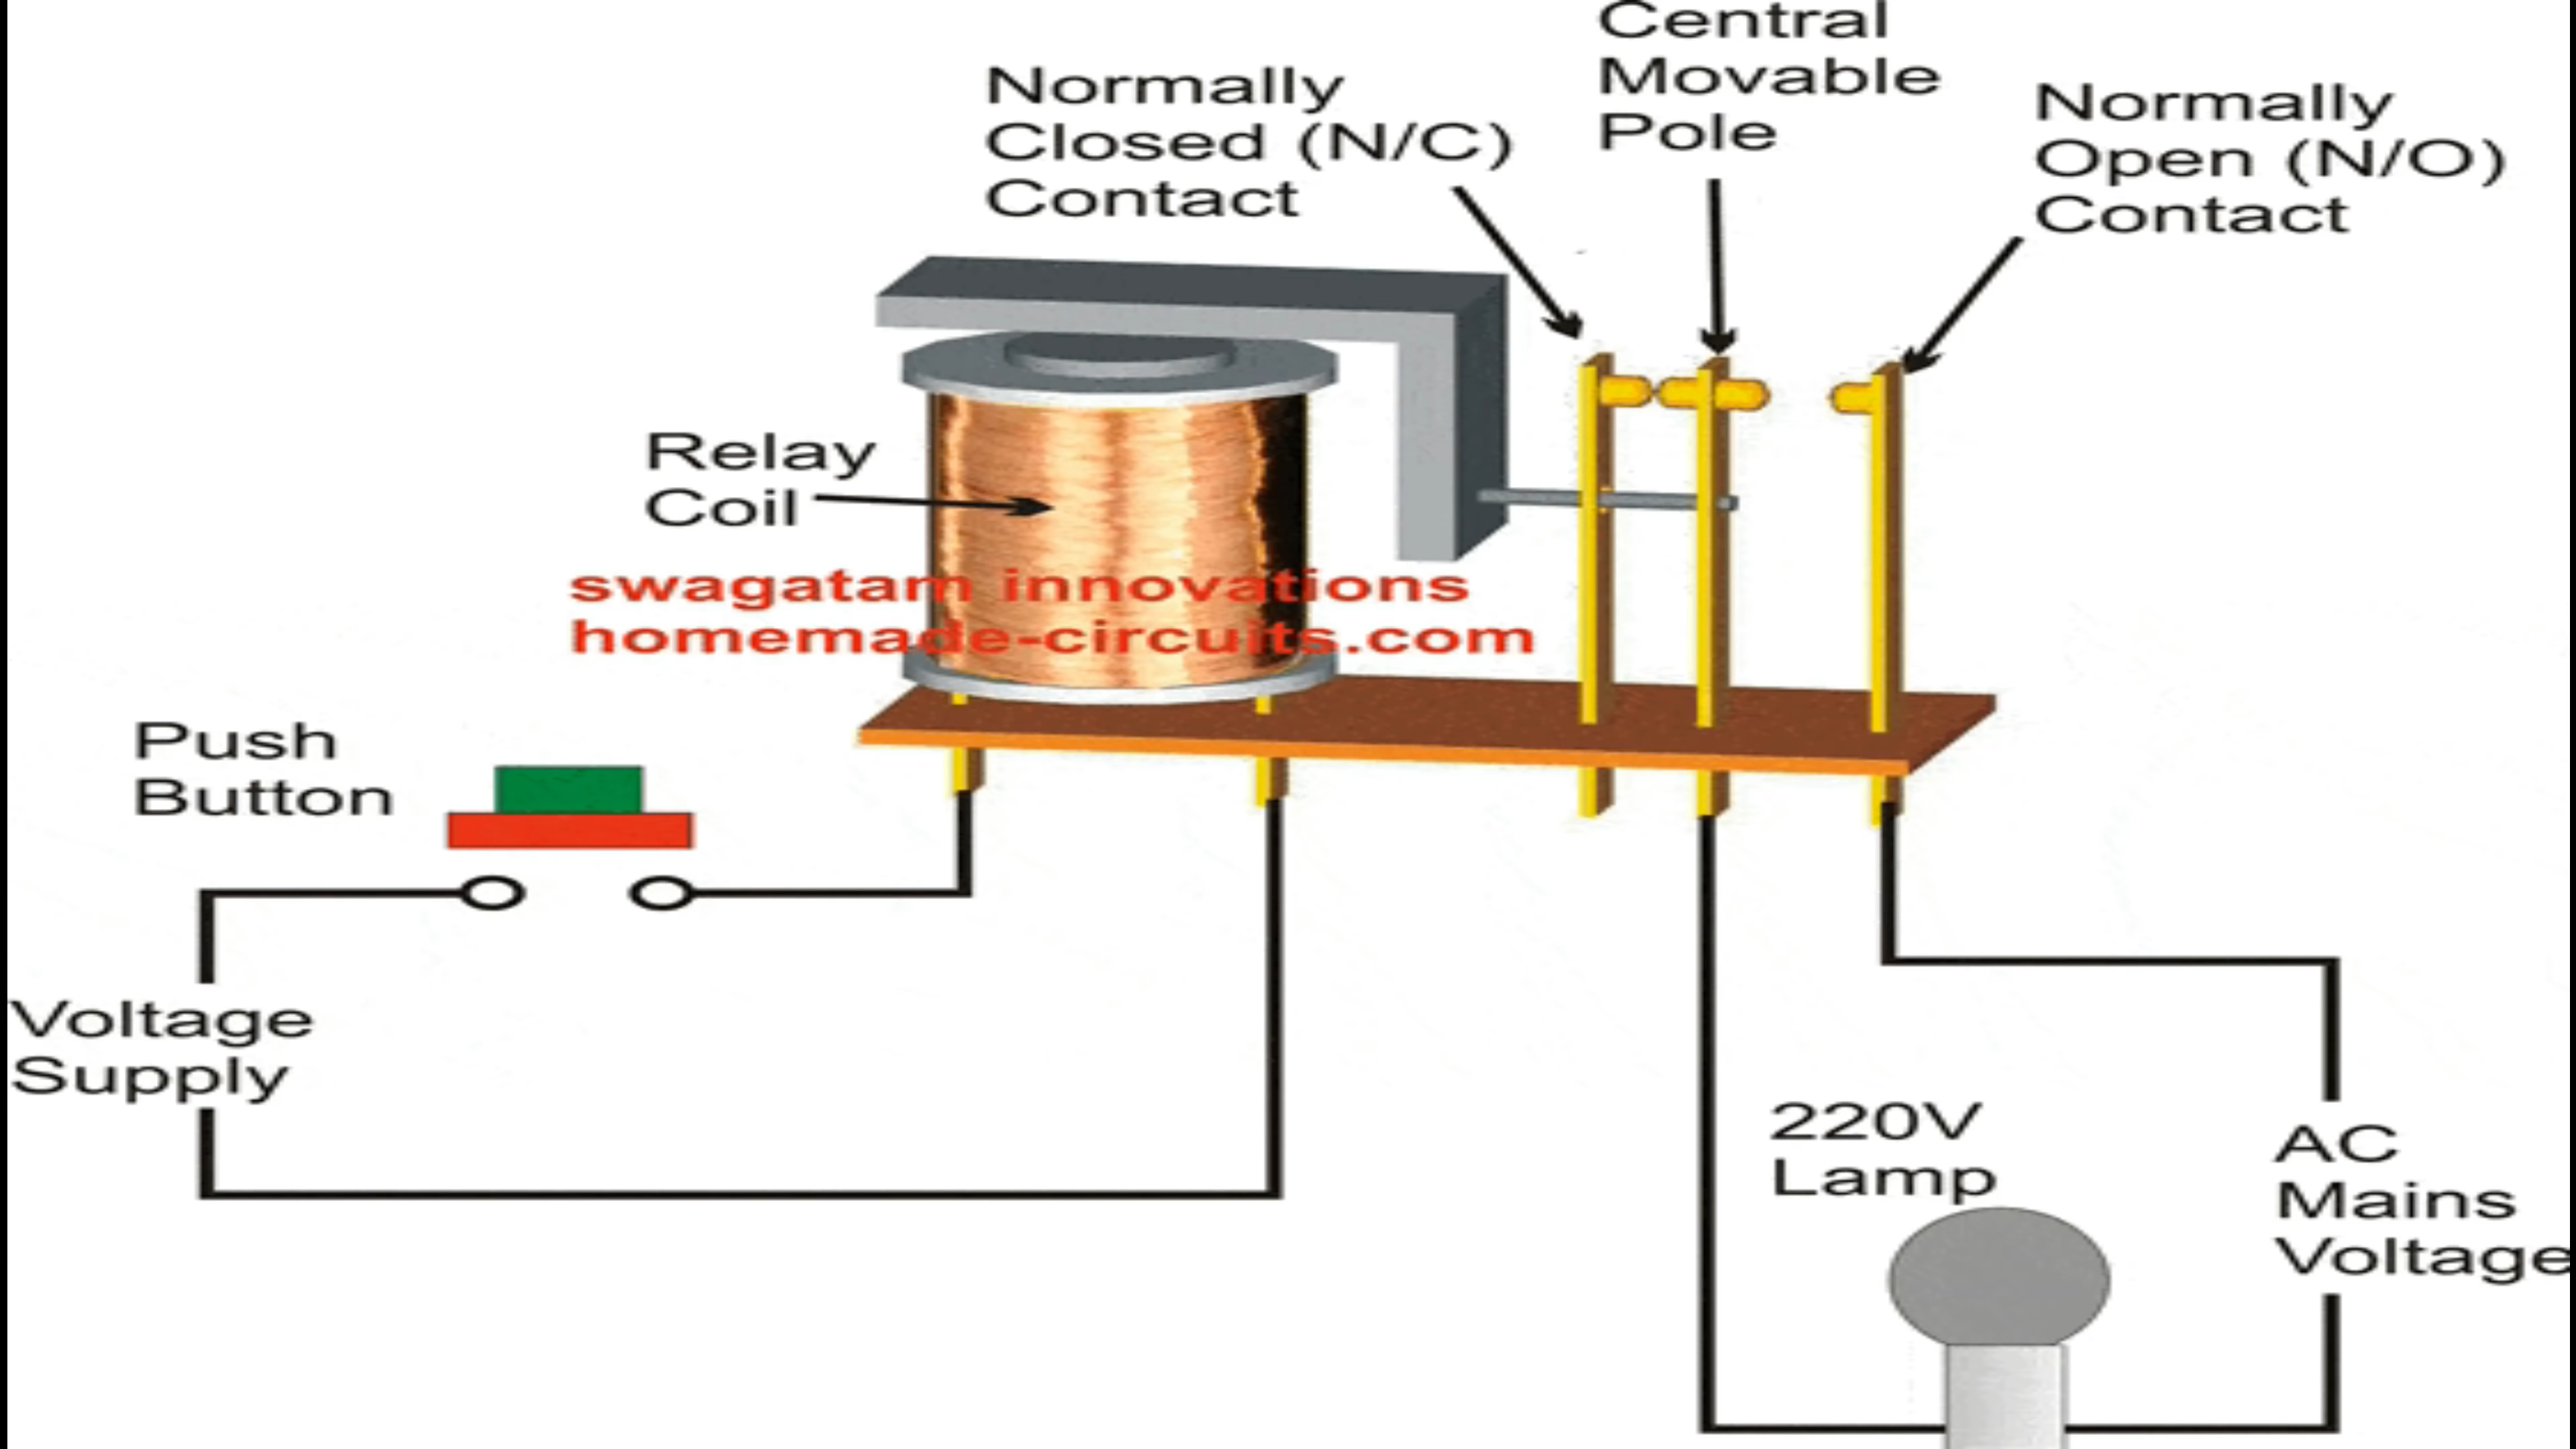 Central
Movable
Pole
Normally
Closed (N/C)
Contact
Normally
Open (N/O)
Contact
Relay
Coil
swagatam innovations
homemade-circuits.com
Push
Button
Voltage
Supply
220V
Lamp
AC
Mains
Voltage